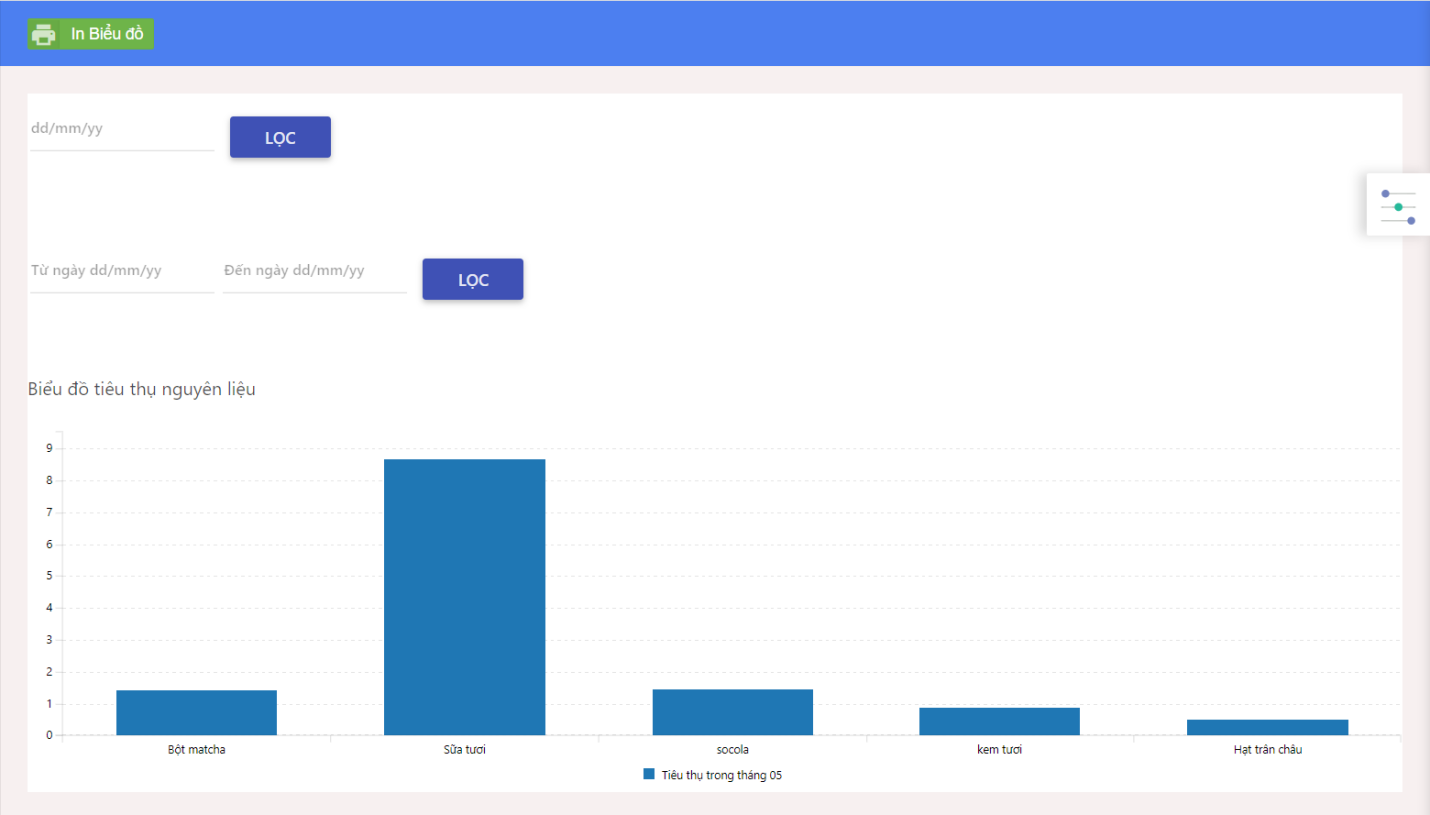 In Biểu đồ
dd/mm/yy
LỌC
Từ ngày dd/mm/yy Đến ngày dd/mm/yy
LỌC
Biểu đồ tiêu thụ nguyên liệu
9
8
7
6
5
4
3
2
1
0
Bột matcha Sữa tươi socola kem tươi Hạt trân châu
Tiêu thụ trong tháng 05